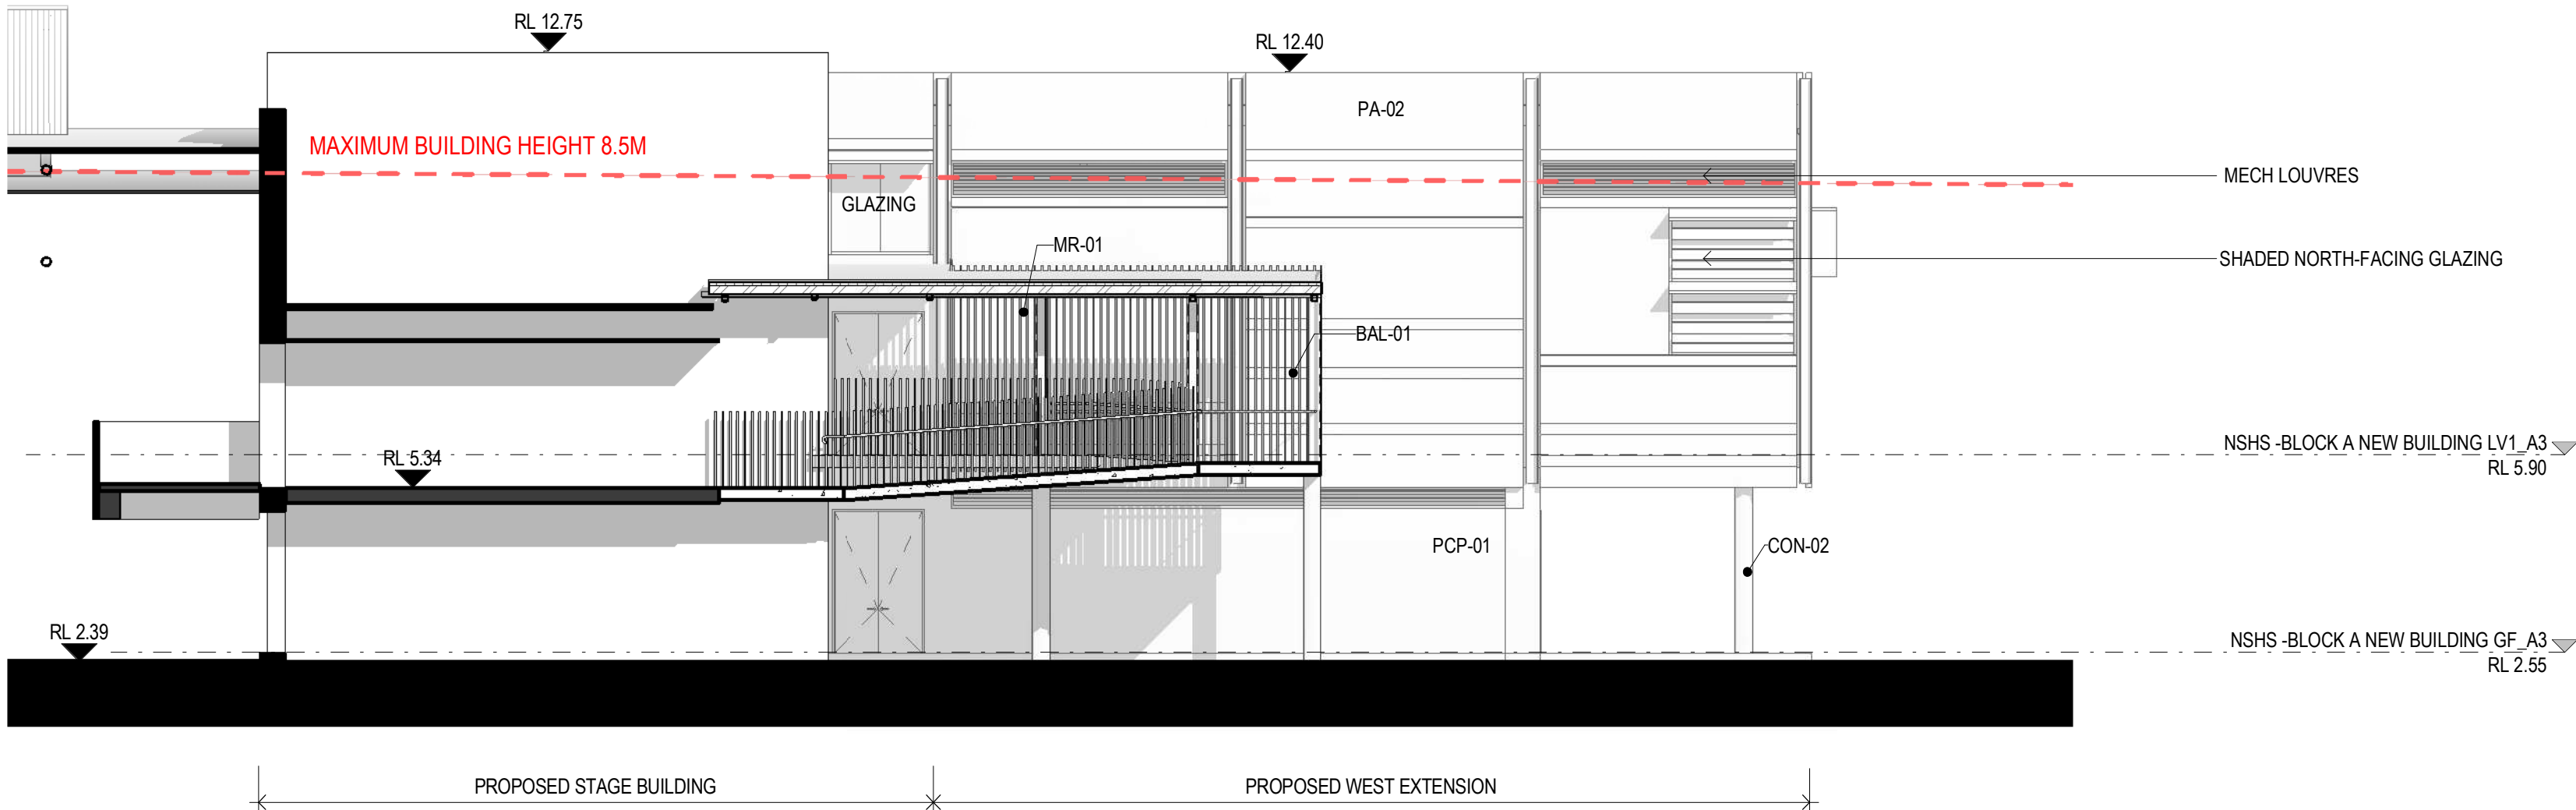 RL 12.75
RL 12.40
PA-02
MAXIMUM BUILDING HEIGHT 8.5M
MECH LOUVRES
GLAZING
MR-01
SHADED NORTH-FACING GLAZING
BAL-01
NSHS -BLOCK A NEW BUILDING LV1_A3
RL 5.34
RL 5.90
PCP-01
CON-02
RL 2.39
NSHS -BLOCK A NEW BUILDING GF_A3
RL 2.55
PROPOSED STAGE BUILDING
PROPOSED WEST EXTENSION